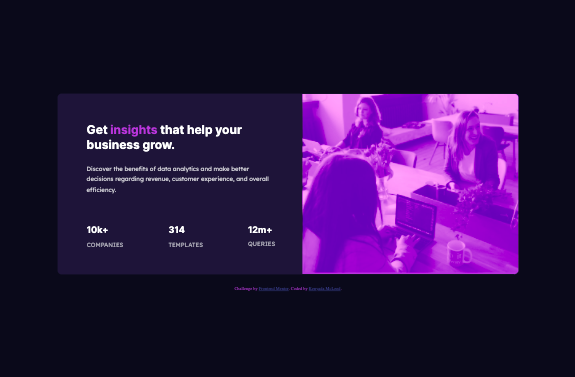 Get insights that help your
business grow.
Discover the benefits of data analytics and make better
decisions regarding revenue, customer experience, and overall
efficiency.
10k+ 314 12m+
COMPANIES TEMPLATES QUERIES
Challenge by Frontend Mentor. Coded by